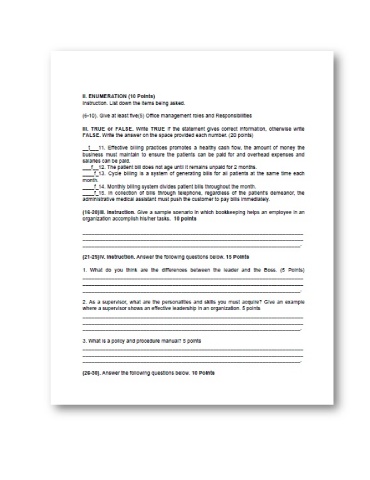 II. ENUMERATION (10 Points)
Instruction. List down the items being asked.
(6-10). Give at least five(5) Office management roles and Responsibilities
III. TRUE or FALSE. Write TRUE if the statement gives correct information, otherwise write
FALSE. Write the answer on the space provided each number. (20 points)
__t___11. Effective billing practices promotes a healthy cash flow, the amount of money the
business must maintain to ensure the patients can be paid for and overhead expenses and
salaries can be paid.
____f_12. The patient bill does not age until it remains unpaid for 2 months.
____f_13. Cycle billing is a system of generating bills for all patients at the same time each
month.
____f_14. Monthly billing system divides patient bills throughout the month.
____f_15. In collection of bills through telephone, regardless of the patients demeanor, the
administrative medical assistant must push the customer to pay bills immediately.
(16-20)III. Instruction. Give a sample scenario in which bookkeeping helps an employee in an
organization accomplish his/her tasks. 10 points
(21-25)IV. Instruction. Answer the following questions below. 15 Points
1. What do you think are the differences between the leader and the Boss. (5 Points)
2. As a supervisor, what are the personalities and skills you must acquire? Give an example
where a supervisor shows an effective leadership in an organization. 5 points
3. What is a policy and procedure manual? 5 points
(26-30). Answer the following questions below. 10 Points